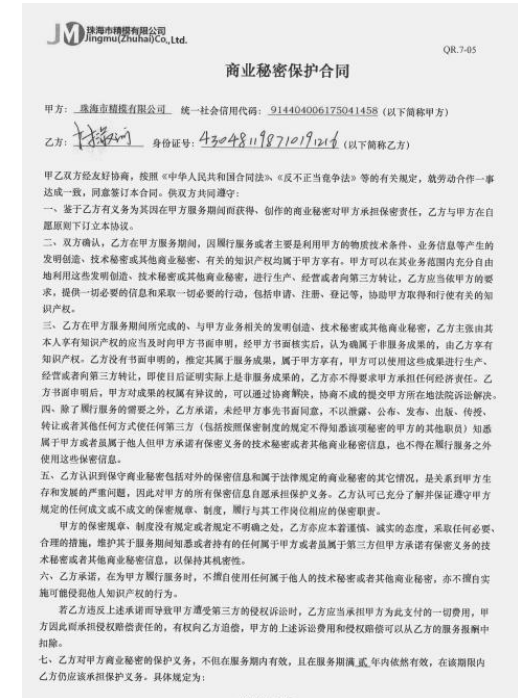 JM 珠海市精模有限公司
Jingmu(Zhuhai)Co.,Ltd.
QR.7-05
商业秘密保护合同
甲方： 珠海市精模有限公司 统一社会信用代码： 914404006175041458 (以下简称甲方)
乙方： 身份证号： 430481198710191216 (以下简称乙方)
甲乙双方经友好协商，按照《中华人民共和国合同法》、《反不正当竞争法》等的有关规定，就劳动合作一事
达成一致，同意签订本合同。供双方共同遵守：
一、鉴于乙方有义务为其因在甲方服务期间而获得、创作的商业秘密对甲方承担保密责任，乙方与甲方在自
愿原则下订立本协议。
二、双方确认，乙方在甲方服务期间，因履行服务或者主要是利用甲方的物质技术条件、业务信息等产生的
发明创造、技术秘密或其他商业秘密、有关的知识产权均属于甲方享有。甲方可以在其业务范围内充分自由
地利用这些发明创造、技术秘密或其他商业秘密，进行生产、经营或者向第三方转让，乙方应当依甲方的要
求，提供一切必要的信息和采取一切必要的行动，包括申请、注册、登记等，协助甲方取得和行使有关的知
识产权。
三、乙方在甲方服务期间所完成的、与甲方业务相关的发明创造、技术秘密或其他商业秘密，乙方主张由其
本人享有知识产权的应当及时向甲方书面申明，经甲方书面核实后，认为确属于非服务成果的，由乙方享有
知识产权。乙方没有书面申明的，推定其属于服务成果，属于甲方享有，甲方可以使用这些成果进行生产、
经营或者向第三方转让，即使日后证明实际上是非服务成果的，乙方亦不得要求甲方承担任何经济责任。乙
方书面申明后，甲方对成果的权属有异议的，可以通过协商解决，协商不成的提交甲方所在地法院诉讼解决。
四、除了履行服务的需要之外，乙方承诺，未经甲方事先书面同意，不以泄露、公布、发布、出版、传授、
转让或者其他任何方式使任何第三方（包括按照保密制度的规定不得知悉该项秘密的甲方的其他职员）知悉
属于甲方或者虽属于他人但甲方承诺有保密义务的技术秘密或者其他商业秘密信息，也不得在履行服务之外
使用这些保密信息。
五、乙方认识到保守商业秘密包括对外的保密信息和属于法律规定的商业秘密的其它情况，是关系到甲方生
存和发展的严重问题，因此对甲方的所有保密信息自愿承担保护义务。乙方认可已充分了解并保证遵守甲方
规定的任何成文或不成文的保密规章、制度，履行与其工作岗位相应的保密职责。
甲方的保密规章、制度没有规定或者规定不明确之处，乙方亦应本着谨慎、诚实的态度，采取任何必要、
合理的措施，维护其于服务期间知悉或者持有的任何属于甲方或者虽属于第三方但甲方承诺有保密义务的技
术秘密或者其他商业秘密信息，以保持其机密性。
六、乙方承诺，在为甲方履行服务时，不擅自使用任何属于他人的技术秘密或者其他商业秘密，亦不擅自实
施可能侵犯他人知识产权的行为。
若乙方违反上述承诺而导致甲方遭受第三方的侵权诉讼时，乙方应当承担甲方为此支付的一切费用，甲
方因此而承担侵权赔偿责任的，有权向乙方追偿，甲方的上述诉讼费用和侵权赔偿可以从乙方的服务报酬中
扣除。
七、乙方对甲方商业秘密的保护义务，不但在服务期内有效，且在服务期满 贰 年内依然有效，在该期限内
乙方仍应该承担保护义务。具体规定为：